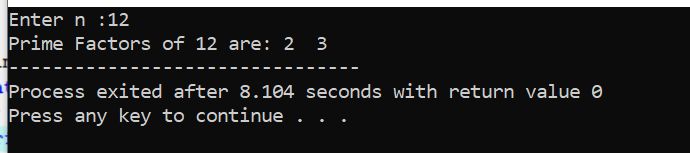 Enter n :12
Prime Factors of 12 are: 2  3
--------------------------------
Process exited after 8.104 seconds with return value 0
Press any key to continue . . .